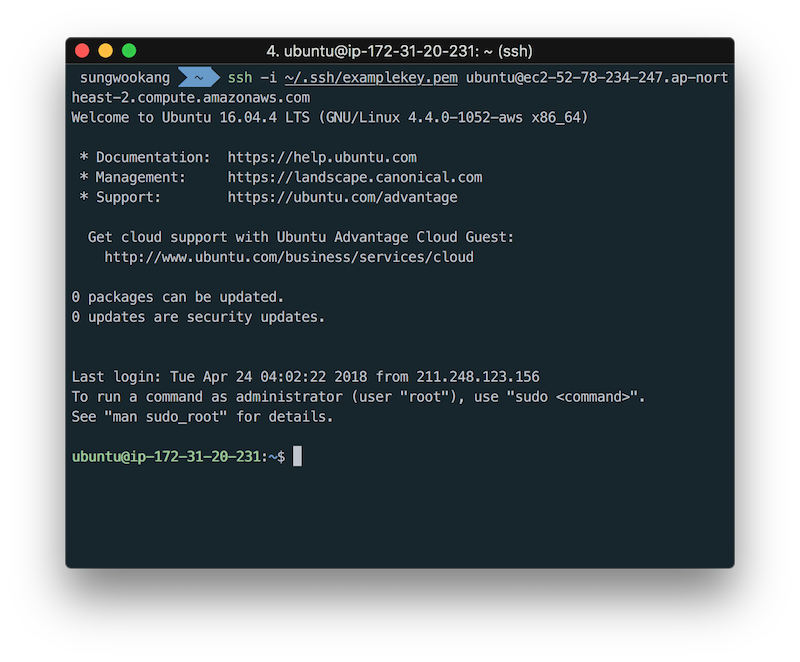 4. ubuntu@ip-172-31-20-231: ~ (ssh)
sungwookang ~ ssh -i ~/.ssh/examplekey.pem ubuntu@ec2-52-78-234-247.ap-nort
heast-2.compute.amazonaws.com
Welcome to Ubuntu 16.04.4 LTS (GNU/Linux 4.4.0-1052-aws x86_64)
* Documentation:  https://help.ubuntu.com
* Management:     https://landscape.canonical.com
* Support:        https://ubuntu.com/advantage
Get cloud support with Ubuntu Advantage Cloud Guest:
http://www.ubuntu.com/business/services/cloud
0 packages can be updated.
0 updates are security updates.
Last login: Tue Apr 24 04:02:22 2018 from 211.248.123.156
To run a command as administrator (user "root"), use "sudo <command>".
See "man sudo_root" for details.
ubuntu@ip-172-31-20-231:~$